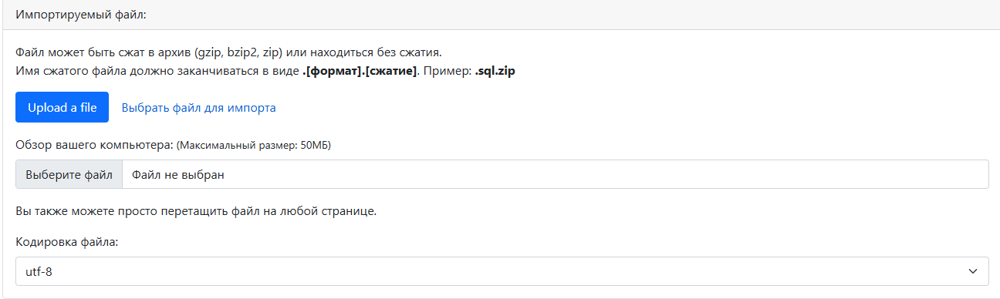 Импортируемый файл:
Файл может быть сжат в архив (gzip, bzip2, zip) или находиться без сжатия.
Имя сжатого файла должно заканчиваться в виде .[формат].[сжатие]. Пример: .sql.zip
Upload a file Выбрать файл для импорта
Обзор вашего компьютера: (Максимальный размер: 50МБ)
Выберите файл Файл не выбран
Вы также можете просто перетащить файл на любой странице.
Кодировка файла:
utf-8